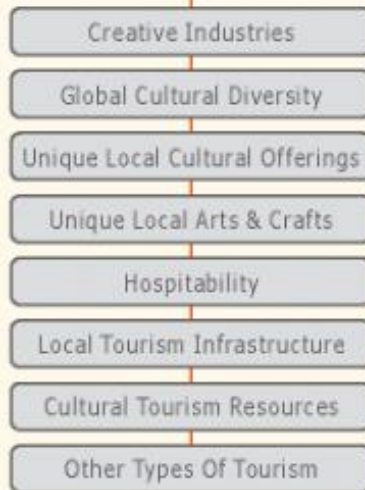 Creative Industries
Global Cultural Diversity
Unique Local Cultural Offerings
Unique Local Arts & Crafts
Hospitability
Local Tourism Infrastructure
Cultural Tourism Resources
Other Types Of Tourism